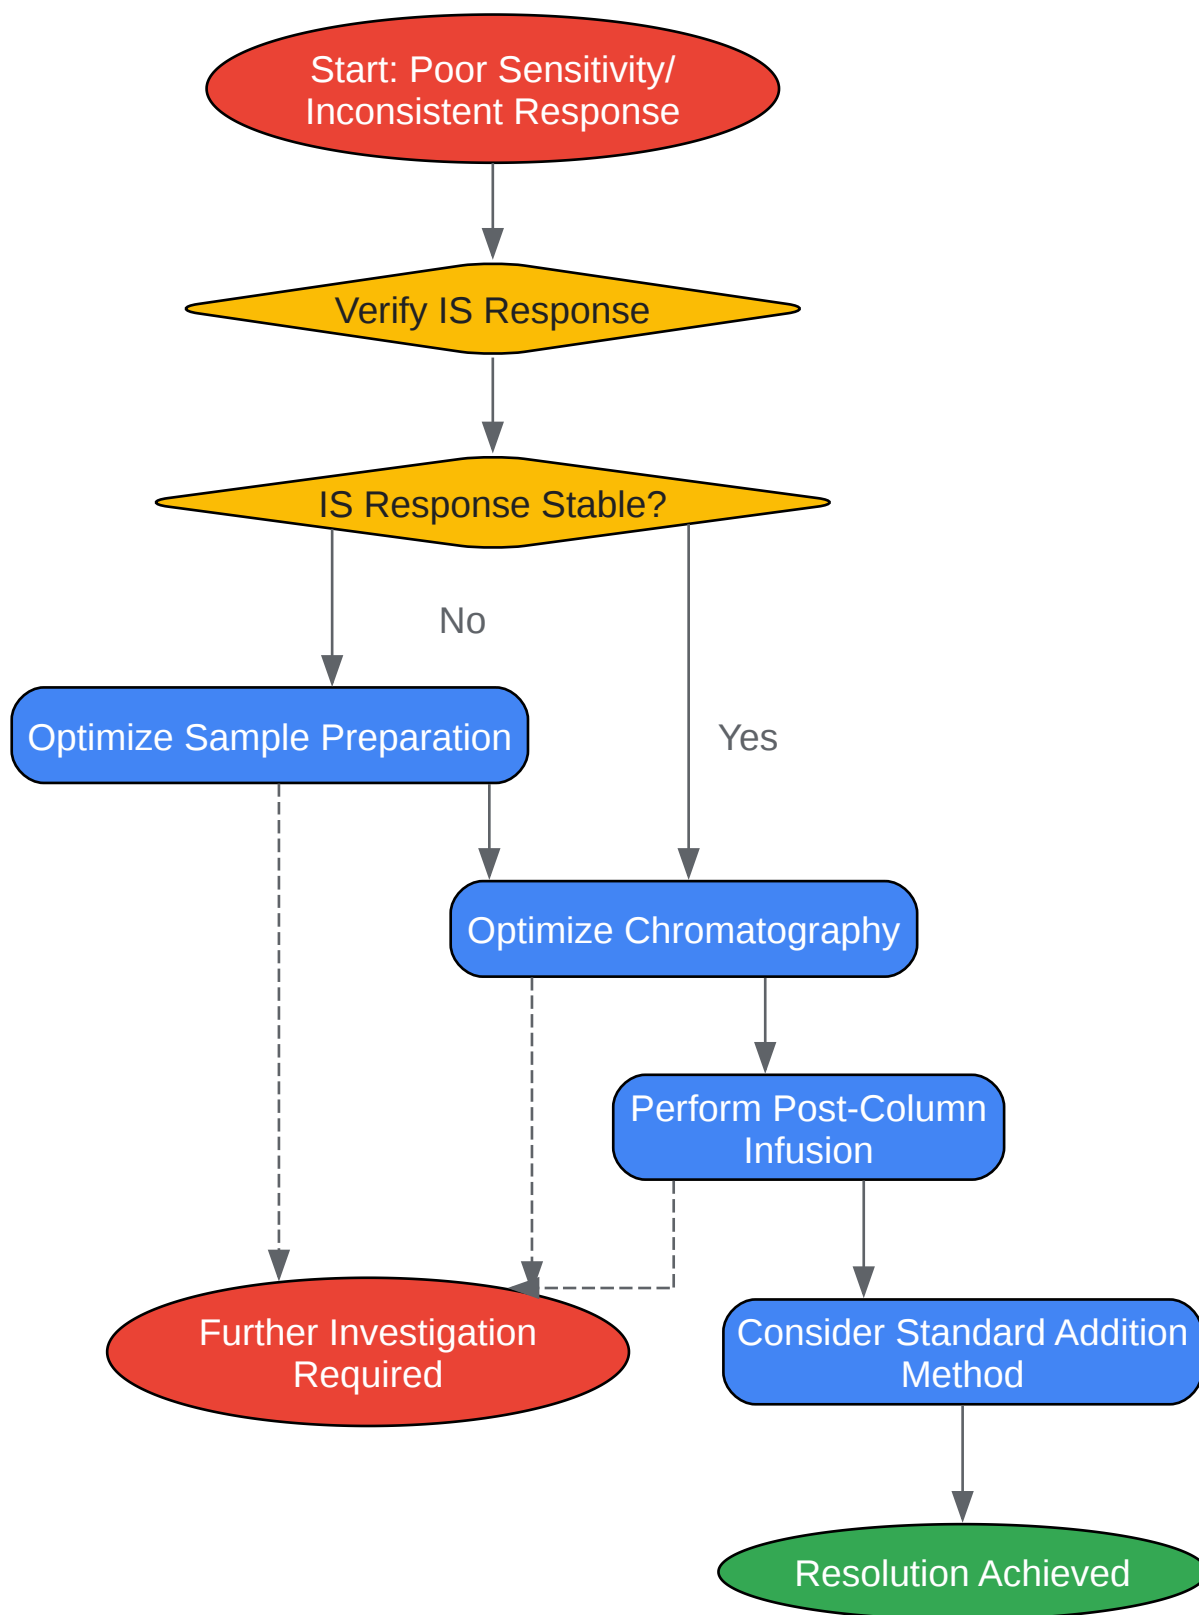 Start: Poor Sensitivity/
Inconsistent Response
Verify IS Response
IS Response Stable?
No
Optimize Sample Preparation
Yes
Optimize Chromatography
Perform Post-Column
Infusion
Further Investigation
Required
Consider Standard Addition
Method
Resolution Achieved